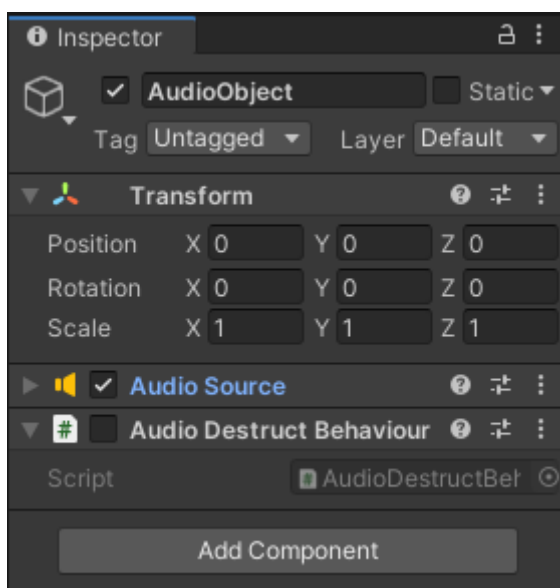 Inspector
AudioObject Static
Tag Untagged Layer Default
Transform
Position X 0 Y 0 Z 0
Rotation X 0 Y 0 Z 0
Scale X 1 Y 1 Z 1
Audio Source
# Audio Destruct Behaviour
Script # AudioDestructBeh
Add Component